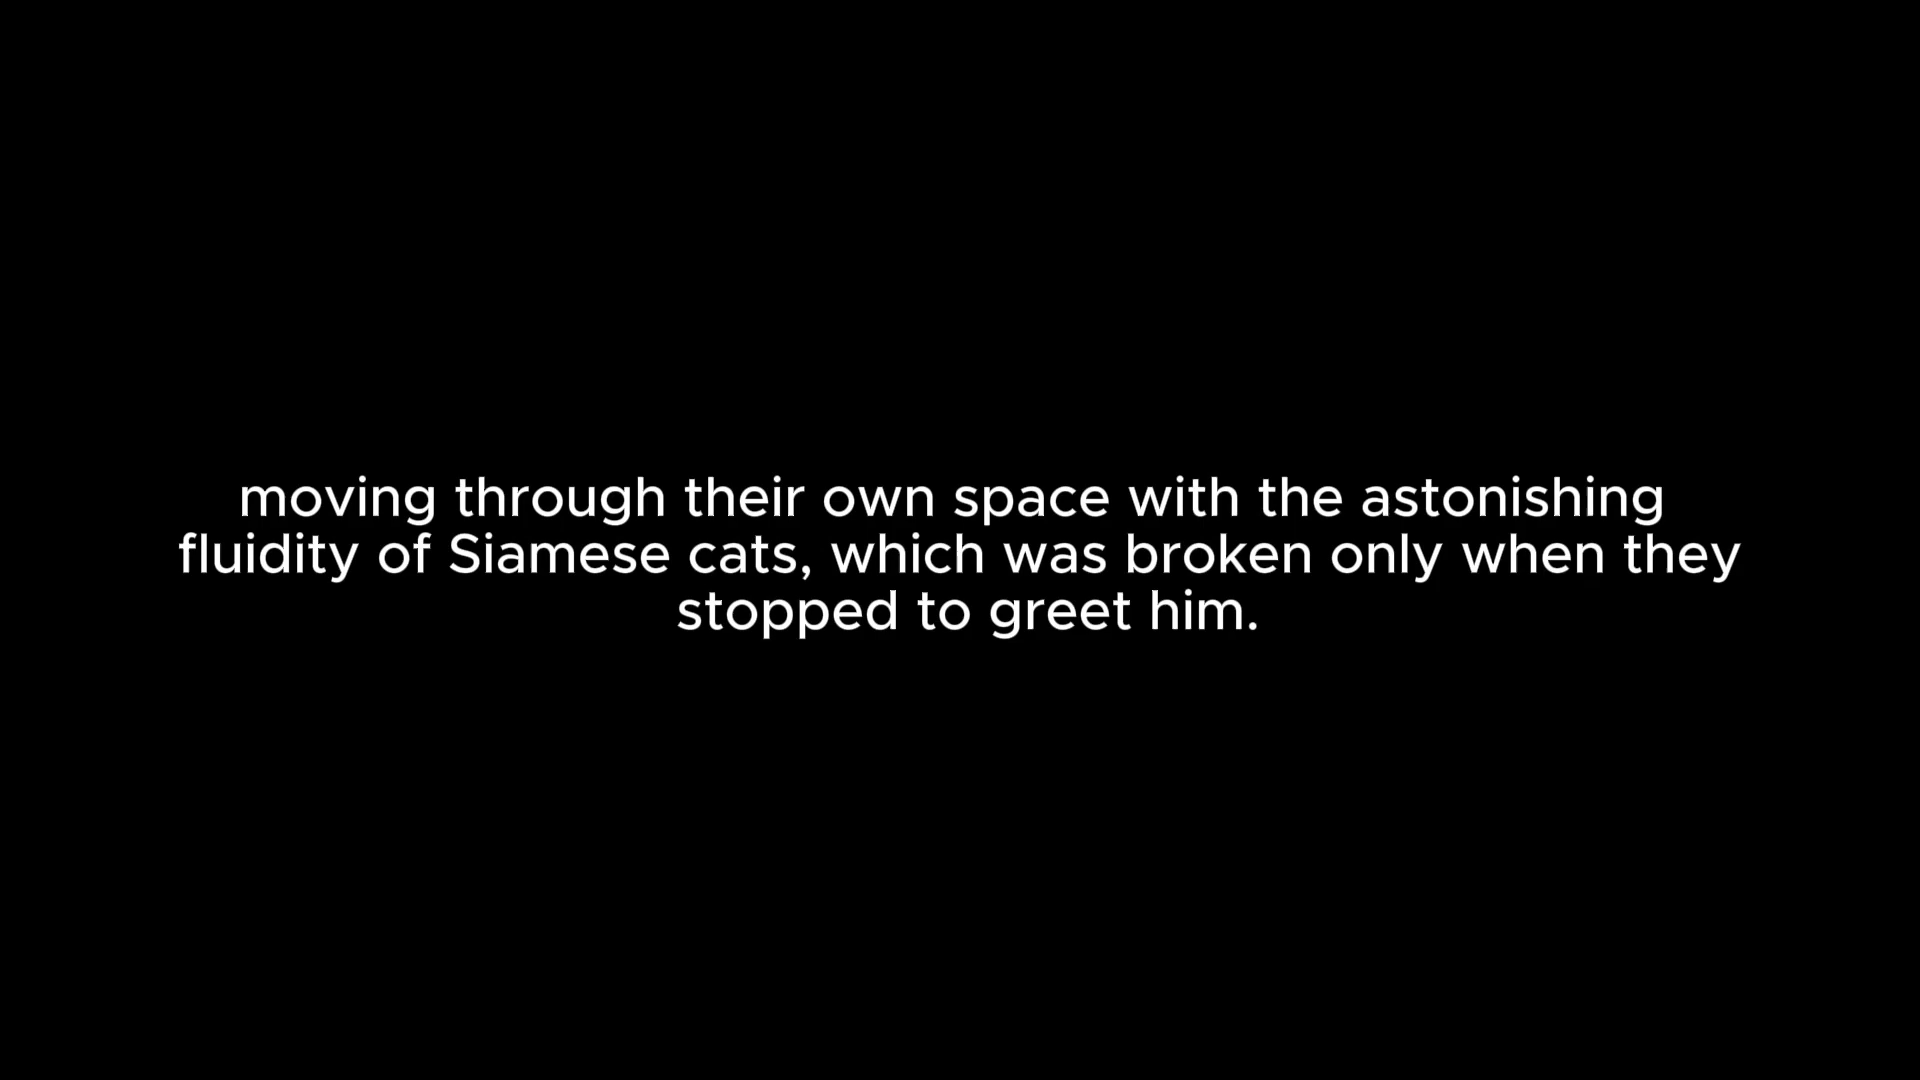 moving through their own space with the astonishing
fluidity of Siamese cats, which was broken only when they
stopped to greet him.